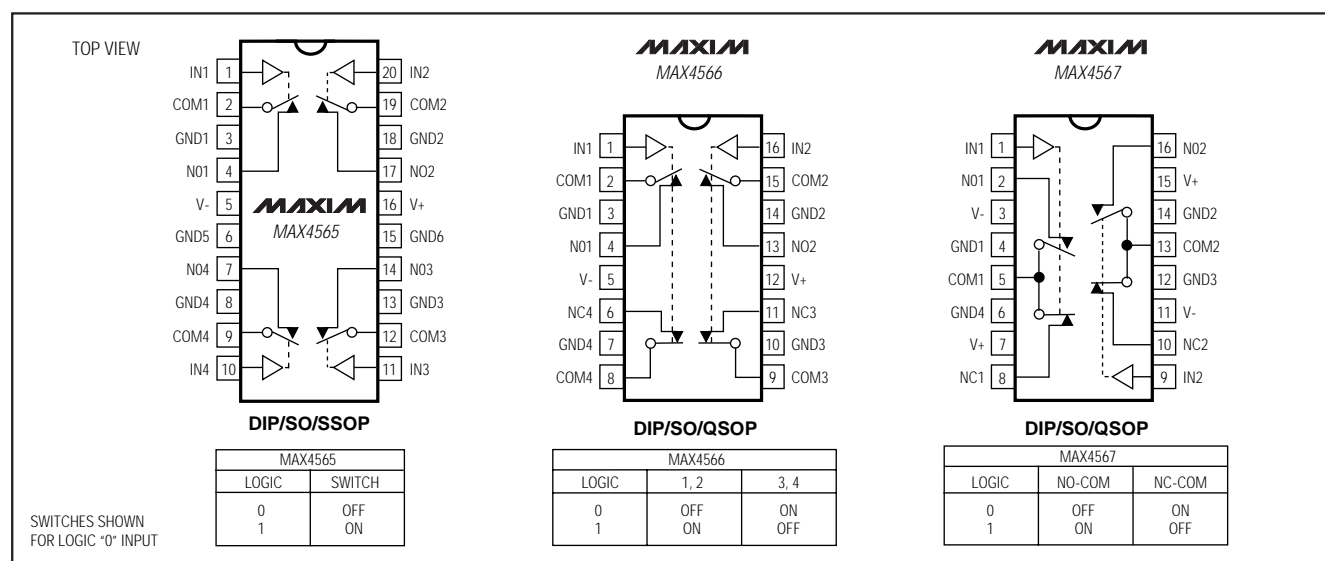 TOP VIEW
IN1 1
COM1 2
GND1 3
N01 4
V- 5
GND5 6
N04 7
GND4 8
COM4 9
IN4 10
20 IN2
19 COM2
18 GND2
17 NO2
16 V+
15 GND6
14 N03
13 GND3
12 COM3
11 IN3
MAXIM
MAX4565
DIP/SO/SSOP
MAX4565
LOGIC SWITCH
0 OFF
1 ON
MAXIM
MAX4566
IN1 1
COM1 2
GND1 3
N01 4
V- 5
NC4 6
GND4 7
COM4 8
16 IN2
15 COM2
14 GND2
13 NO2
12 V+
11 NC3
10 GND3
9 COM3
DIP/SO/QSOP
MAX4566
LOGIC 1, 2 3, 4
0 OFF ON
1 ON OFF
MAXIM
MAX4567
IN1 1
N01 2
V- 3
GND1 4
COM1 5
GND4 6
V+ 7
NC1 8
16 N02
15 V+
14 GND2
13 COM2
12 GND3
11 V-
10 NC2
9 IN2
DIP/SO/QSOP
MAX4567
LOGIC NO-COM NC-COM
0 OFF ON
1 ON OFF
SWITCHES SHOWN
FOR LOGIC "0" INPUT